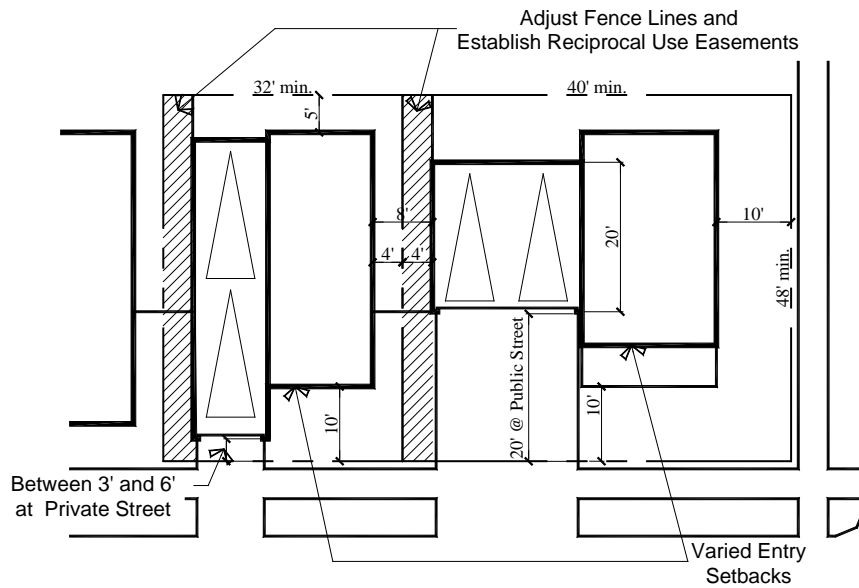 Adjust Fence Lines and
Establish Reciprocal Use Easements
32' min.
40' min.
5'
8'
10'
20'
4'
4'
48' min.
20' @ Public Street
10'
10'
Between 3' and 6'
at Private Street
Varied Entry
Setbacks